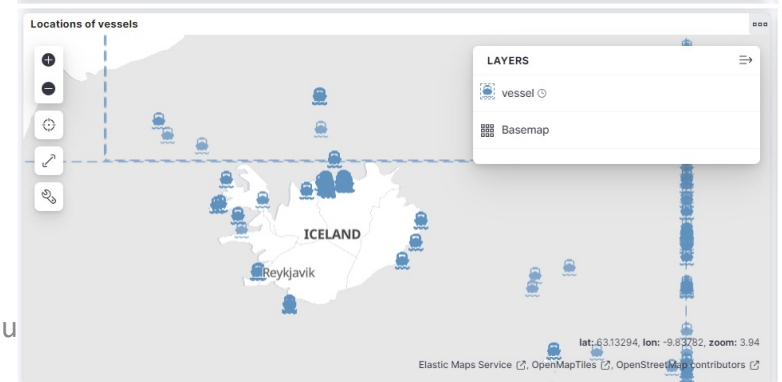 Locations of vessels
LAYERS
vessel
Basemap
ICELAND
Reykjavik
u
lat: 63.13294, lon: -9.83782, zoom: 3.94
Elastic Maps Service , OpenMapTiles , OpenStreetMap contributors